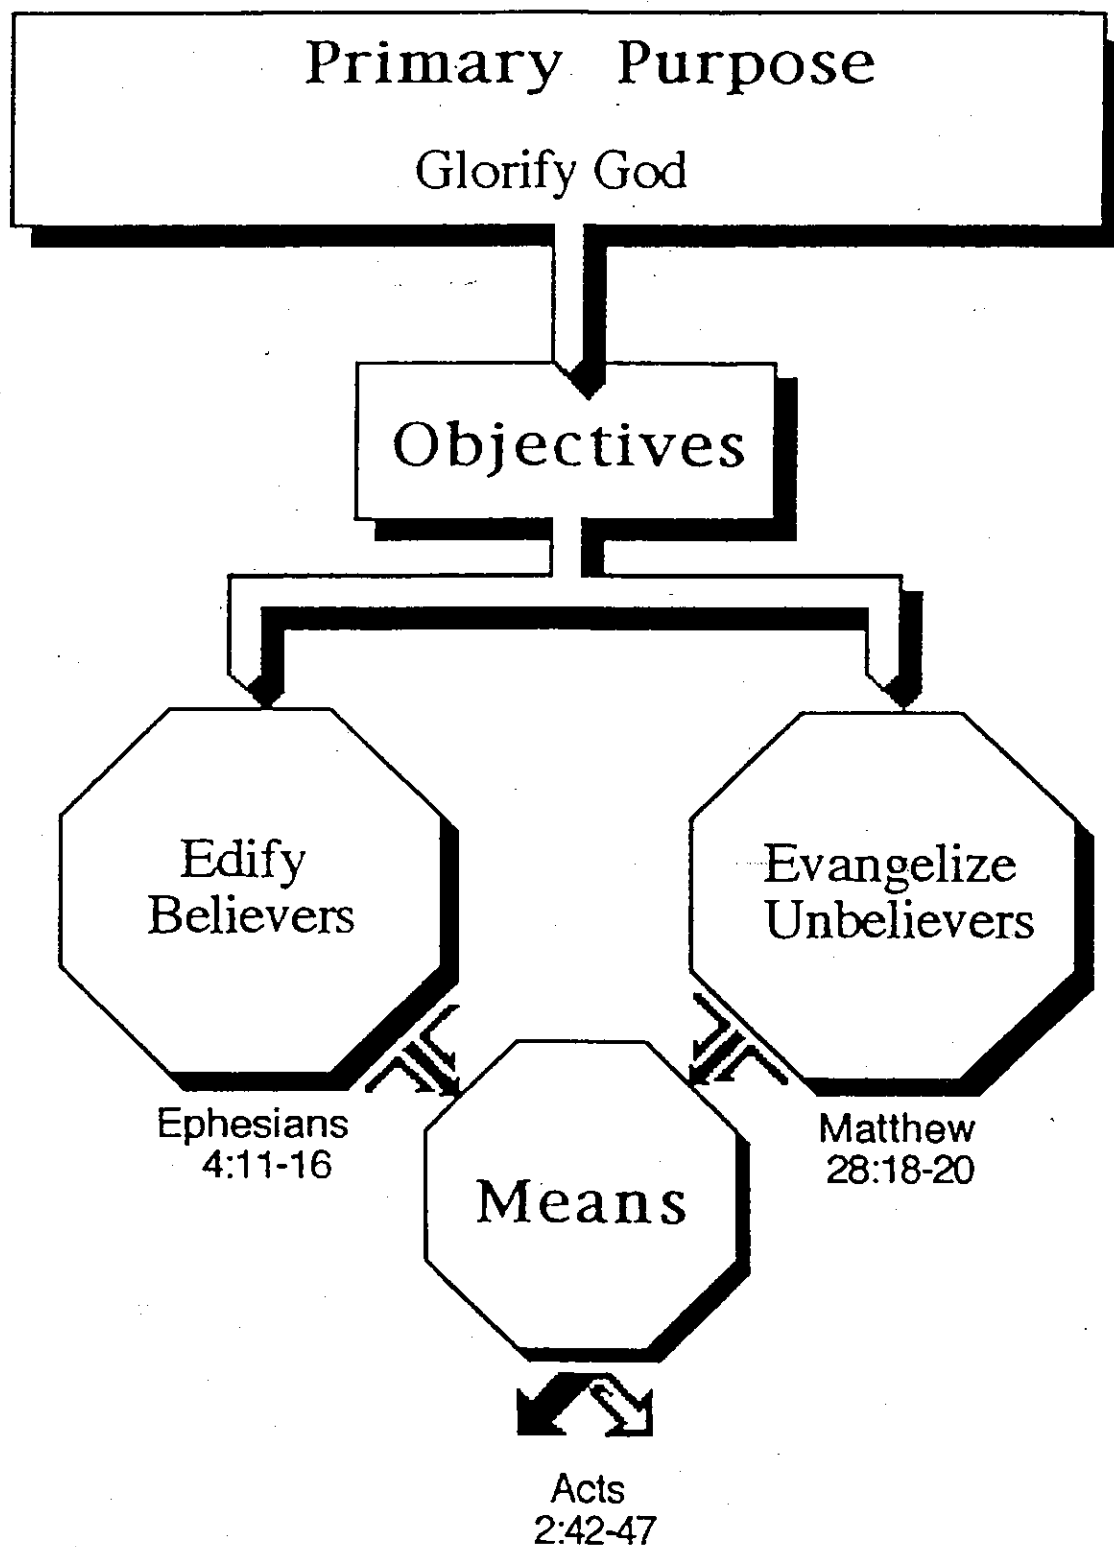 Primary Purpose
Glorify God
Objectives
Edify
Believers
Evangelize
Unbelievers
Ephesians
4:11-16
Matthew
28:18-20
Means
Acts
2:42-47